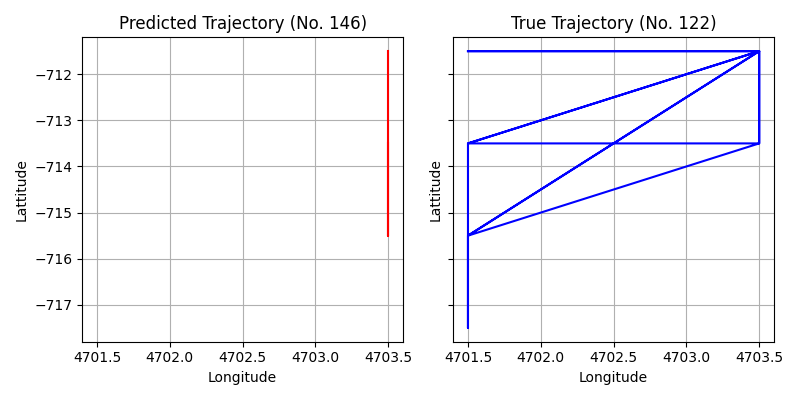 Predicted Trajectory (No. 146)
True Trajectory (No. 122)
Lattitude
−712
−713
−714
−715
−716
−717
4701.5 4702.0 4702.5 4703.0 4703.5
Longitude
Lattitude
4701.5 4702.0 4702.5 4703.0 4703.5
Longitude